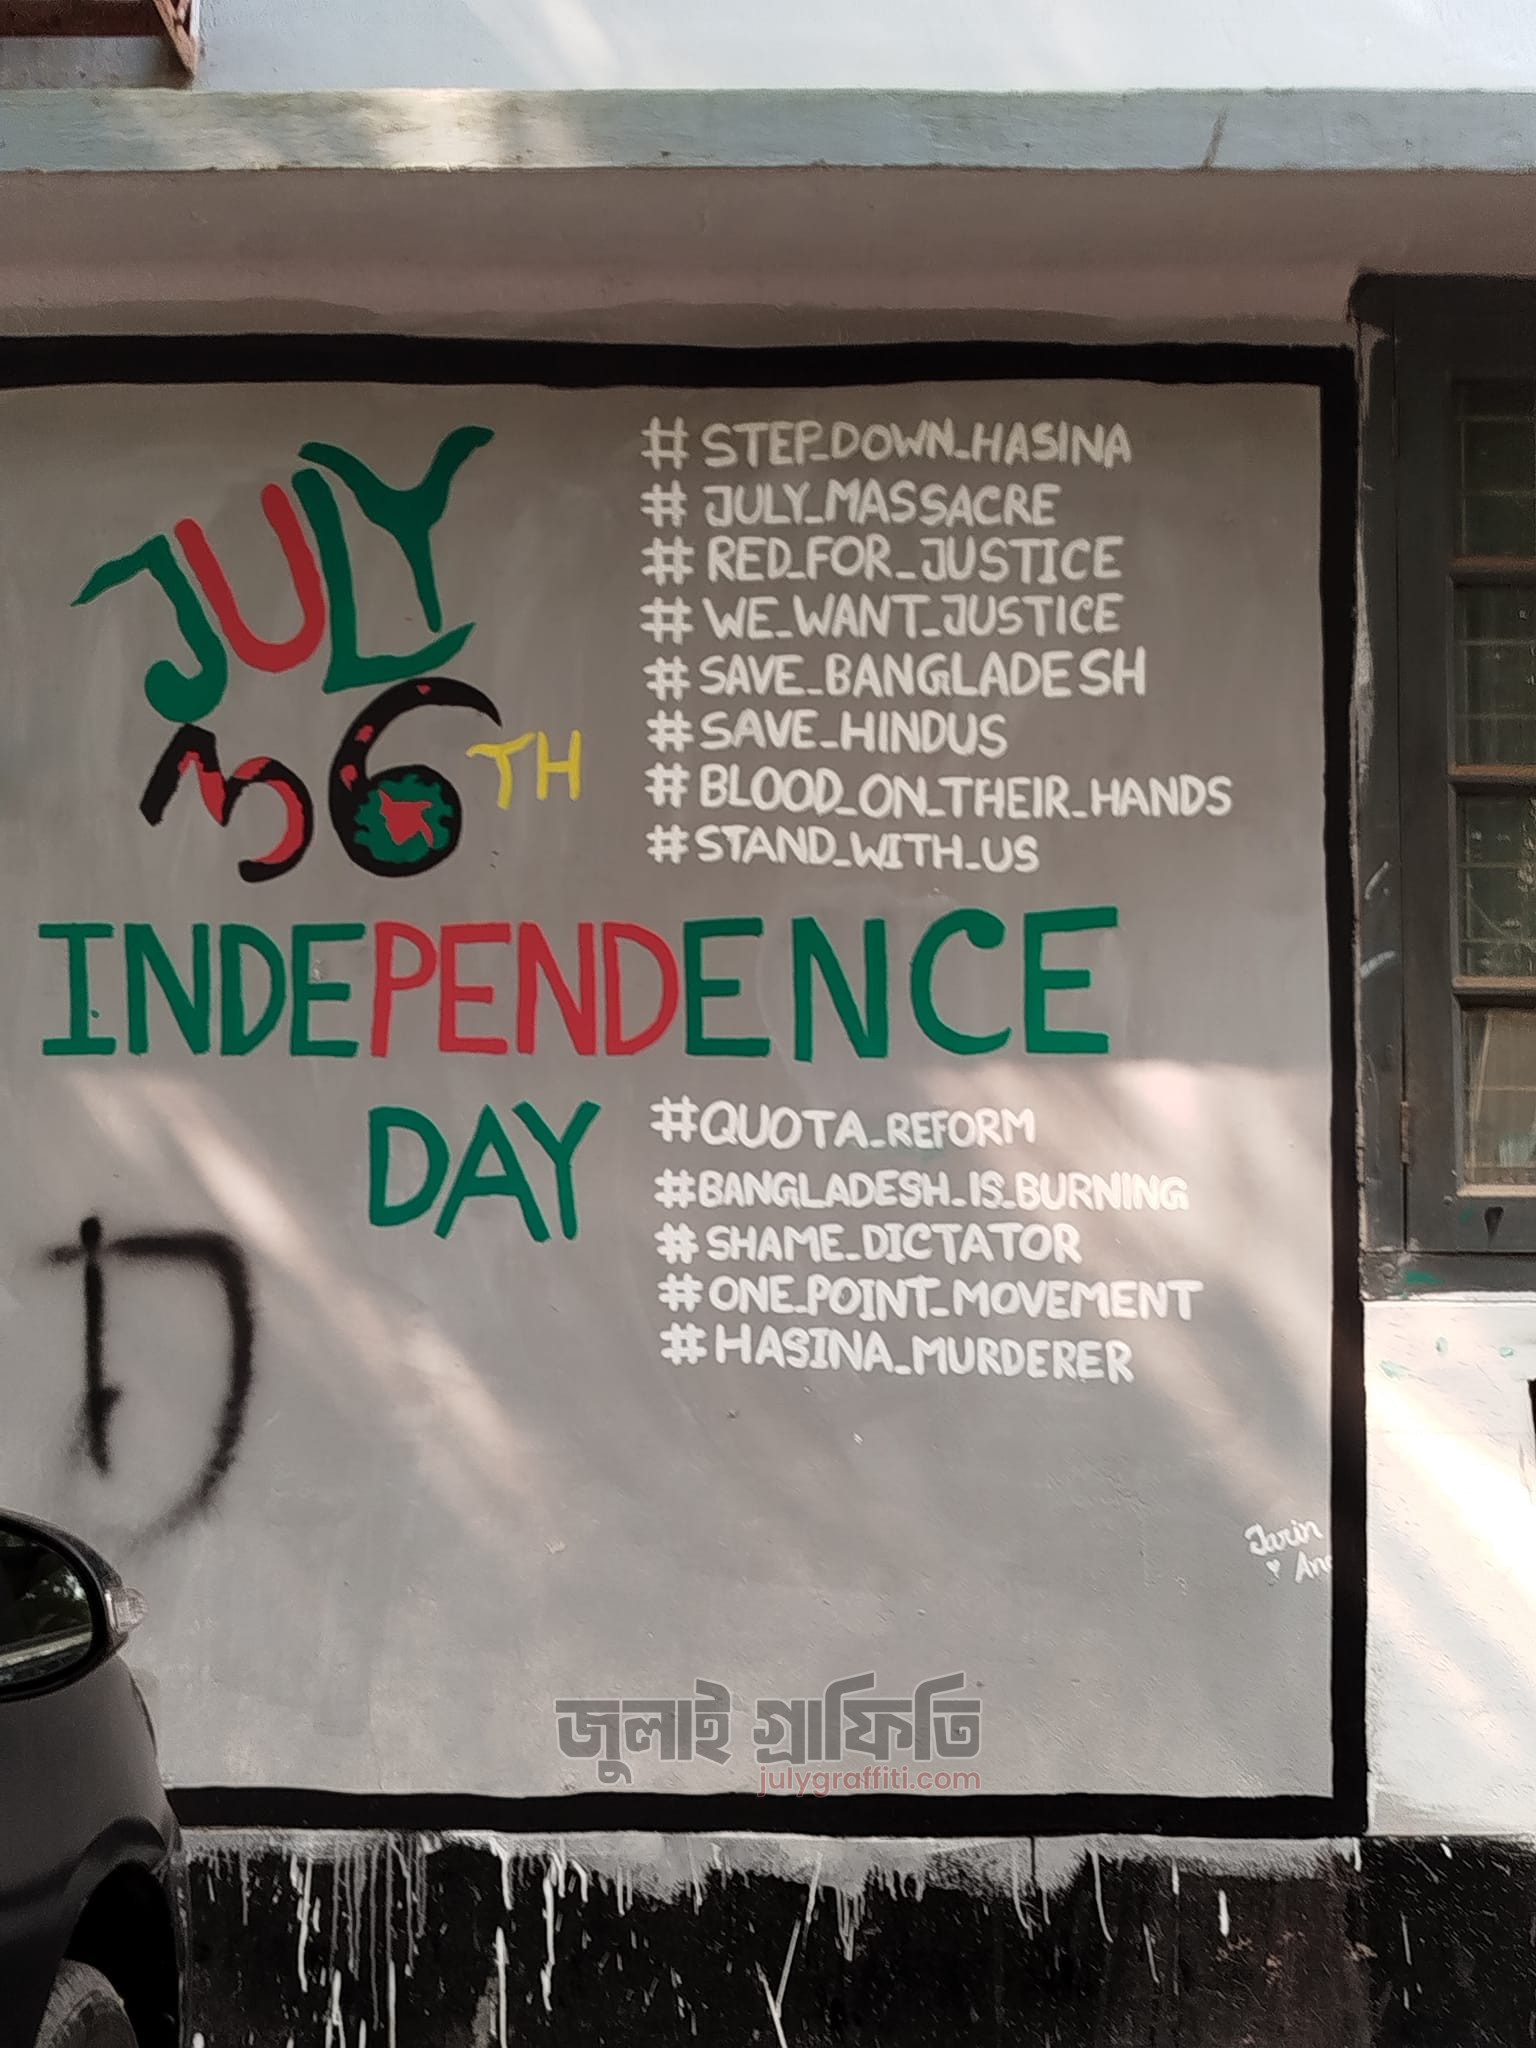 JULY
36TH
INDEPENDENCE
DAY
# STEP_DOWN_HASINA
# JULY_MASSACRE
# RED_FOR_JUSTICE
# WE_WANT_JUSTICE
# SAVE_BANGLADESH
# SAVE_HINDUS
# BLOOD_ON_THEIR_HANDS
# STAND_WITH_US
#QUOTA_REFORM
#BANGLADESH_IS_BURNING
# SHAME_DICTATOR
# ONE_POINT_MOVEMENT
# HASINA_MURDERER
D
Jarin
জুলাই গ্রাফিতি
julygraffiti.com